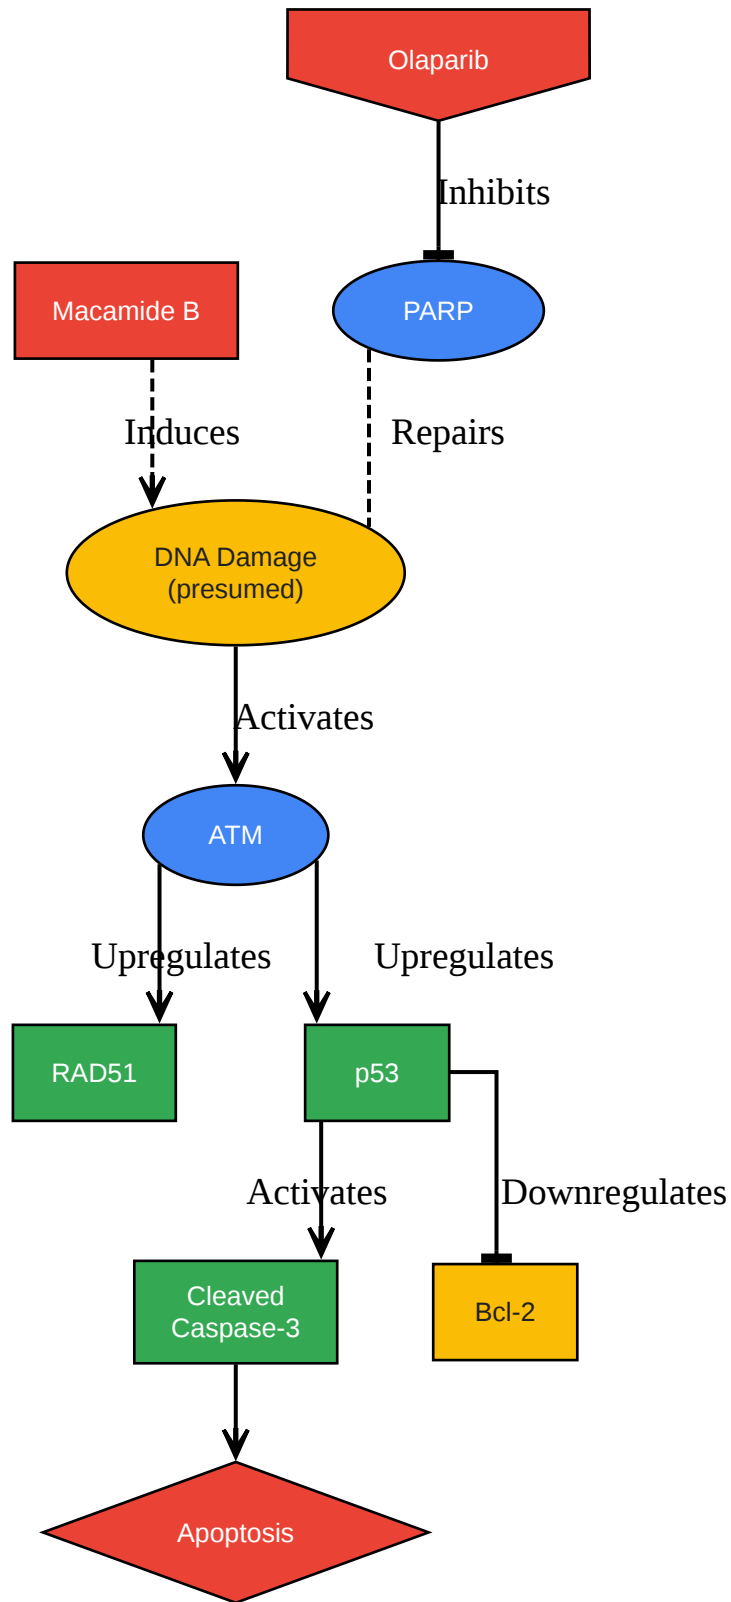 Olaparib
Inhibits
Macamide B
PARP
Induces
Repairs
DNA Damage
(presumed)
Activates
ATM
Upregulates
Upregulates
RAD51
p53
Activates
Downregulates
Cleaved
Caspase-3
Bcl-2
Apoptosis